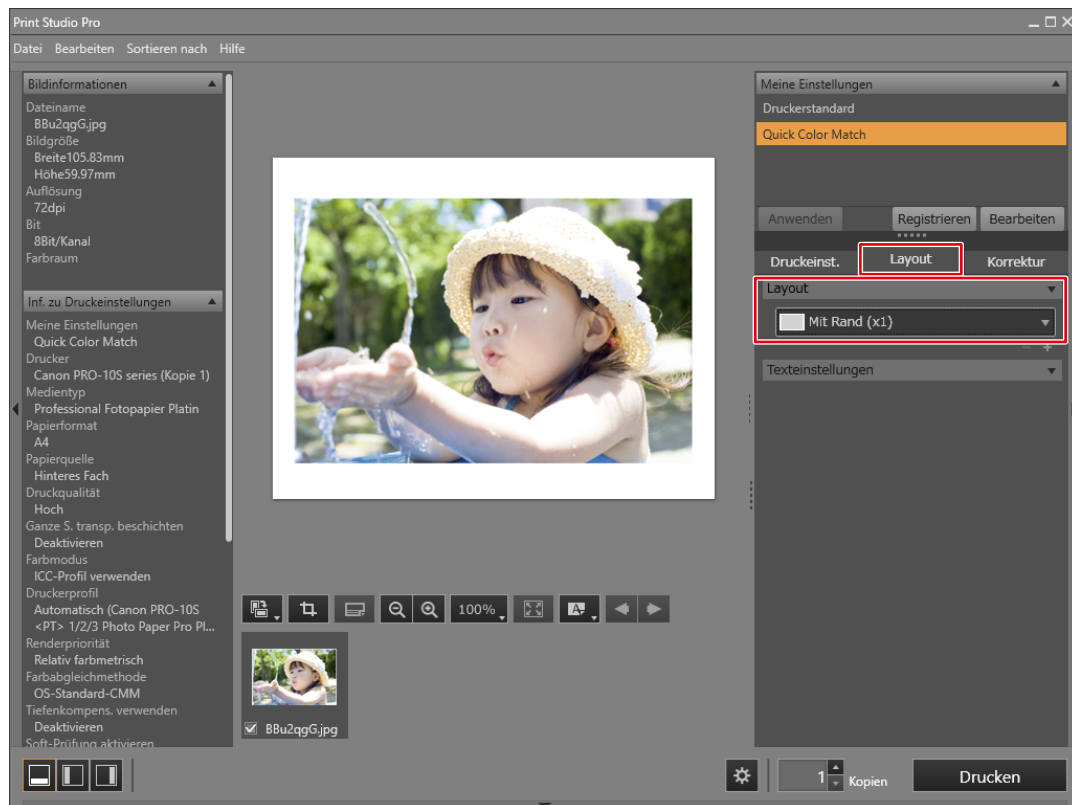 Print Studio Pro
Datei Bearbeiten Sortieren nach Hilfe
Bildinformationen
Dateiname
BBu2qgG.jpg
Bildgröße
Breite105.83mm
Höhe59.97mm
Auflösung
72dpi
Bit
8Bit/Kanal
Farbraum
Inf. zu Druckeinstellungen
Meine Einstellungen
Quick Color Match
Drucker
Canon PRO-10S series (Kopie 1)
Medientyp
Professional Fotopapier Platin
Papierformat
A4
Papierquelle
Hinteres Fach
Druckqualität
Hoch
Ganze S. transp. beschichten
Deaktivieren
Farbmodus
ICC-Profil verwenden
Druckerprofil
Automatisch (Canon PRO-10S
<PT> 1/2/3 Photo Paper Pro Pl...
Renderpriorität
Relativ farbmetrisch
Farbabgleichmethode
OS-Standard-CMM
Tiefenkompens. verwenden
Deaktivieren
Soft-Prüfung aktivieren
100%
A
BBu2qgG.jpg
Meine Einstellungen
Druckerstandard
Quick Color Match
Anwenden Registrieren Bearbeiten
Druckeinst. Layout Korrektur
Layout
Mit Rand (x1)
Texteinstellungen
1 Kopien Drucken